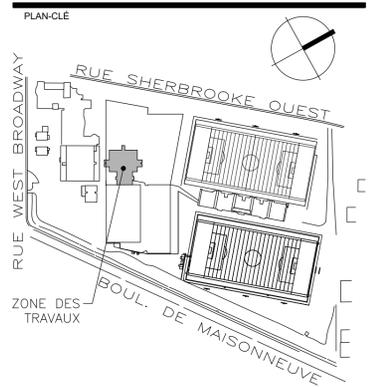 PLAN-CLÉ
RUE SHERBROOKE OUEST
RUE WEST BROADWAY
ZONE DES
TRAVAUX
BOUL. DE MAISONNEUVE